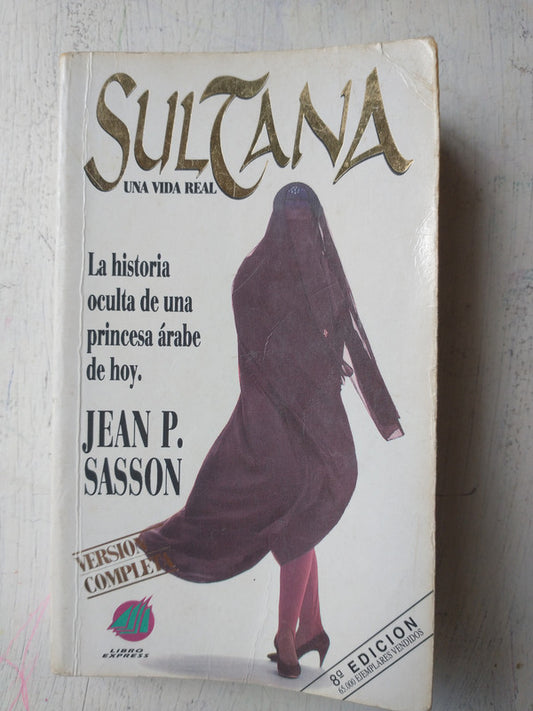 SULTANA
UNA VIDA REAL
La historia
oculta de una
princesa árabe
de hoy.
JEAN P.
SASSON
VERSION
COMPLETA
LIBRO
EXPRESS
8ª EDICION
65.000 EJEMPLARES VENDIDOS